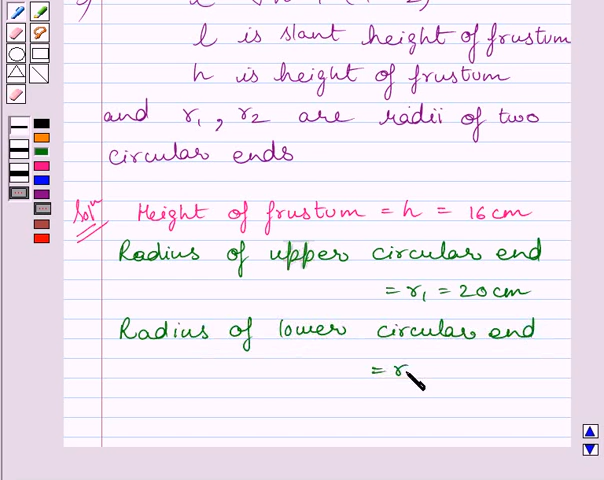 l is slant height of frustum
h is height of frustum
and r₁, r₂ are radii of two
circular ends
Solⁿ Height of frustum = h = 16 cm
Radius of upper circular end
= r₁ = 20 cm
Radius of lower circular end
= r